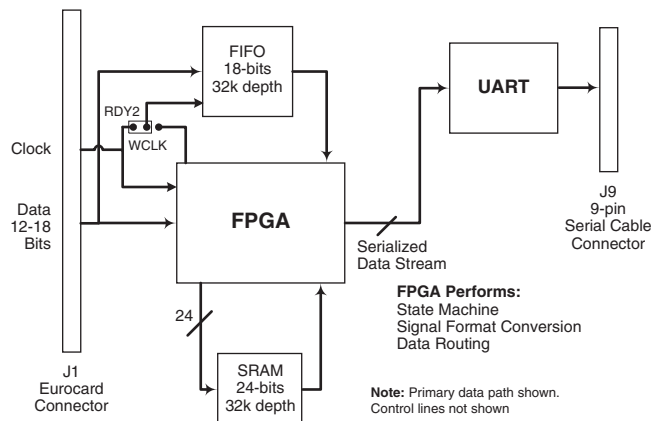 FIFO
18-bits
32k depth
UART
RDY2
WCLK
Clock
Data
12-18
Bits
FPGA
Serialized
Data Stream
J9
9-pin
Serial Cable
Connector
24
FPGA Performs:
State Machine
Signal Format Conversion
Data Routing
SRAM
24-bits
32k depth
J1
Eurocard
Connector
Note: Primary data path shown.
Control lines not shown